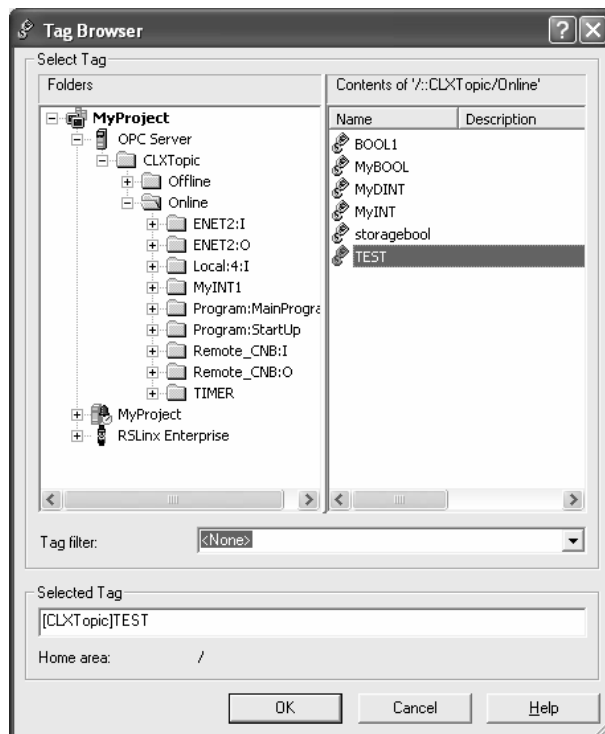 Tag Browser
Select Tag
Folders
MyProject
OPC Server
CLXTopic
Offline
Online
ENET2:I
ENET2:O
Local:4:I
MyINT1
Program:MainProgra
Program:StartUp
Remote_CNB:I
Remote_CNB:O
TIMER
MyProject
RSLinx Enterprise
Contents of '/::CLXTopic/Online'
Name Description
BOOL1
MyBOOL
MyDINT
MyINT
storagebool
TEST
Tag filter: <None>
Selected Tag
[CLXTopic]TEST
Home area: /
OK Cancel Help